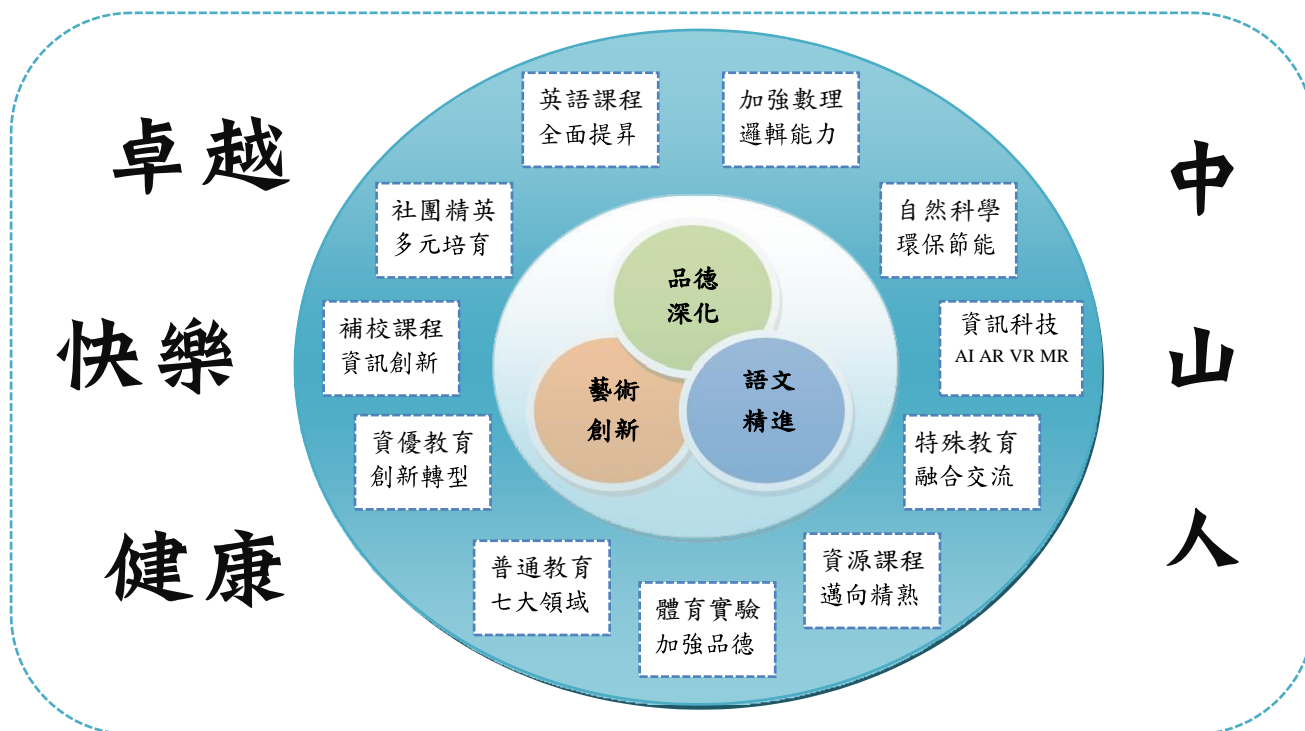 卓越
快樂
健康
英語課程
全面提昇
加強數理
邏輯能力
社團精英
多元培育
自然科學
環保節能
補校課程
資訊創新
資訊科技
AI AR VR MR
資優教育
創新轉型
特殊教育
融合交流
普通教育
七大領域
體育實驗
加強品德
資源課程
邁向精熟
品德
深化
藝術
創新
語文
精進
中
山
人